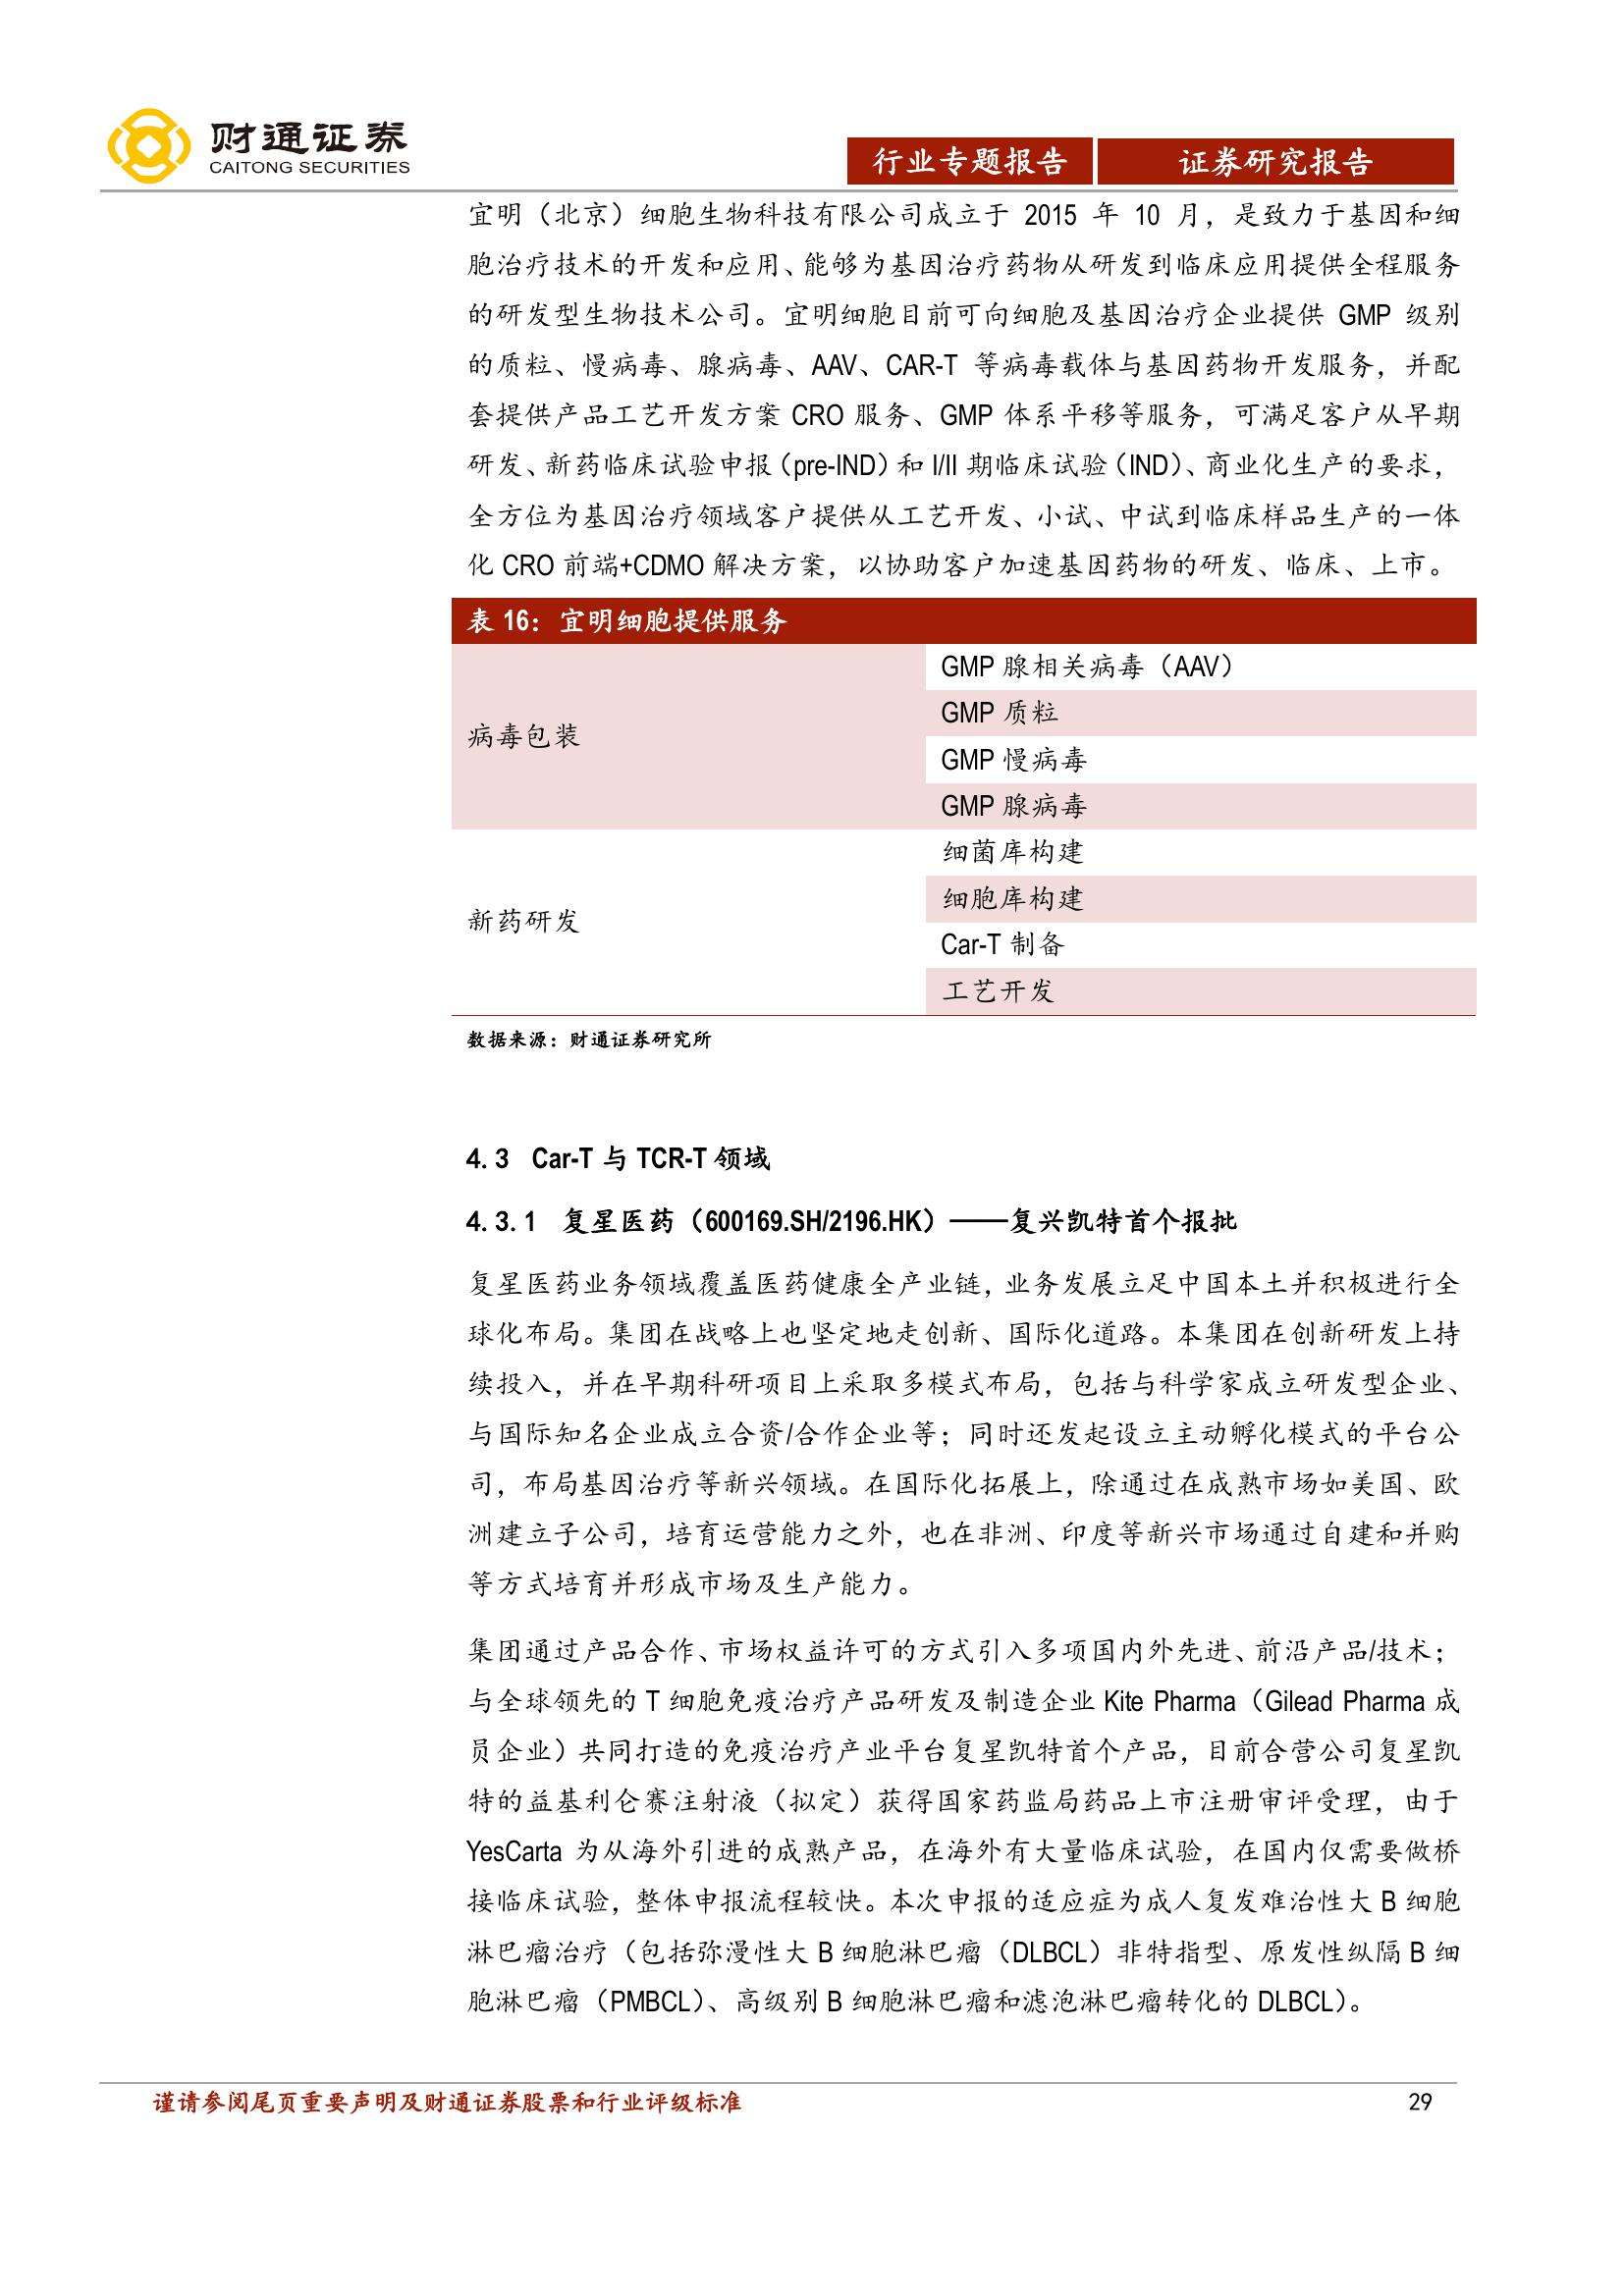 财通证券
CAITONG SECURITIES
行业专题报告
证券研究报告
宜明（北京）细胞生物科技有限公司成立于 2015 年 10 月，是致力于基因和细
胞治疗技术的开发和应用、能够为基因治疗药物从研发到临床应用提供全程服务
的研发型生物技术公司。宜明细胞目前可向细胞及基因治疗企业提供 GMP 级别
的质粒、慢病毒、腺病毒、AAV、CAR-T 等病毒载体与基因药物开发服务，并配
套提供产品工艺开发方案 CRO 服务、GMP 体系平移等服务，可满足客户从早期
研发、新药临床试验申报（pre-IND）和 I/II 期临床试验（IND）、商业化生产的要求，
全方位为基因治疗领域客户提供从工艺开发、小试、中试到临床样品生产的一体
化 CRO 前端+CDMO 解决方案，以协助客户加速基因药物的研发、临床、上市。
表 16：宜明细胞提供服务
病毒包装
GMP 腺相关病毒（AAV）
GMP 质粒
GMP 慢病毒
GMP 腺病毒
新药研发
细菌库构建
细胞库构建
Car-T 制备
工艺开发
数据来源：财通证券研究所
4.3 Car-T 与 TCR-T 领域
4.3.1 复星医药（600169.SH/2196.HK）——复兴凯特首个报批
复星医药业务领域覆盖医药健康全产业链，业务发展立足中国本土并积极进行全
球化布局。集团在战略上也坚定地走创新、国际化道路。本集团在创新研发上持
续投入，并在早期科研项目上采取多模式布局，包括与科学家成立研发型企业、
与国际知名企业成立合资/合作企业等；同时还发起设立主动孵化模式的平台公
司，布局基因治疗等新兴领域。在国际化拓展上，除通过在成熟市场如美国、欧
洲建立子公司，培育运营能力之外，也在非洲、印度等新兴市场通过自建和并购
等方式培育并形成市场及生产能力。
集团通过产品合作、市场权益许可的方式引入多项国内外先进、前沿产品/技术；
与全球领先的 T 细胞免疫治疗产品研发及制造企业 Kite Pharma（Gilead Pharma 成
员企业）共同打造的免疫治疗产业平台复星凯特首个产品，目前合营公司复星凯
特的益基利仑赛注射液（拟定）获得国家药监局药品上市注册审评受理，由于
YesCarta 为从海外引进的成熟产品，在海外有大量临床试验，在国内仅需要做桥
接临床试验，整体申报流程较快。本次申报的适应症为成人复发难治性大 B 细胞
淋巴瘤治疗（包括弥漫性大 B 细胞淋巴瘤（DLBCL）非特指型、原发性纵隔 B 细
胞淋巴瘤（PMBCL）、高级别 B 细胞淋巴瘤和滤泡淋巴瘤转化的 DLBCL）。
谨请参阅尾页重要声明及财通证券股票和行业评级标准
29